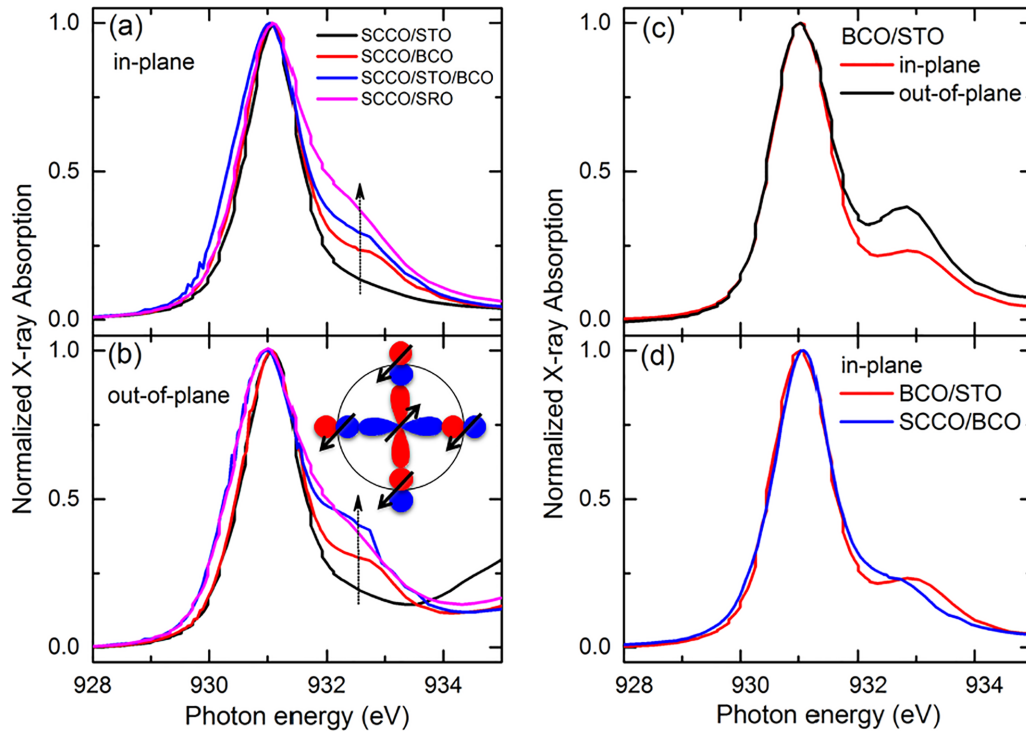 (a)
in-plane
SCCO/STO
SCCO/BCO
SCCO/STO/BCO
SCCO/SRO
1.0
0.5
0.0
Normalized X-ray Absorption
(b)
out-of-plane
1.0
0.5
0.0
928 930 932 934
Photon energy (eV)
(c)
BCO/STO
in-plane
out-of-plane
1.0
0.5
0.0
Normalized X-ray Absorption
(d)
in-plane
BCO/STO
SCCO/BCO
1.0
0.5
0.0
928 930 932 934
Photon energy (eV)